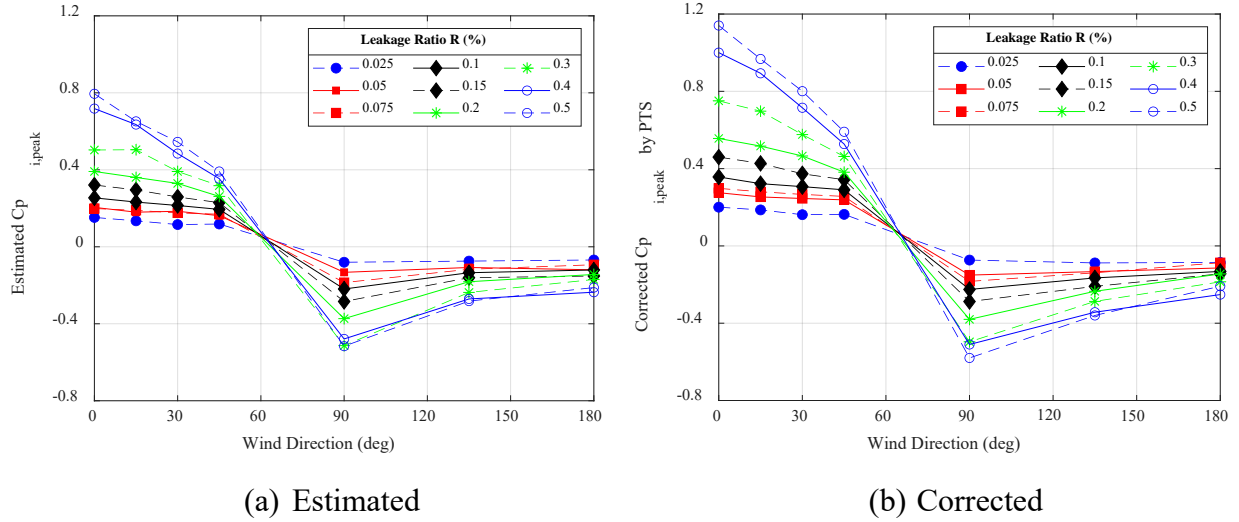 1.2
0.8
0.4
0
-0.4
-0.8
Estimated Cp
i,peak
Leakage Ratio R (%)
0.025 0.1 0.3
0.05 0.15 0.4
0.075 0.2 0.5
0 30 60 90 120 150 180
Wind Direction (deg)
(a) Estimated
1.2
0.8
0.4
0
-0.4
-0.8
Corrected Cp
i,peak
by PTS
Leakage Ratio R (%)
0.025 0.1 0.3
0.05 0.15 0.4
0.075 0.2 0.5
0 30 60 90 120 150 180
Wind Direction (deg)
(b) Corrected